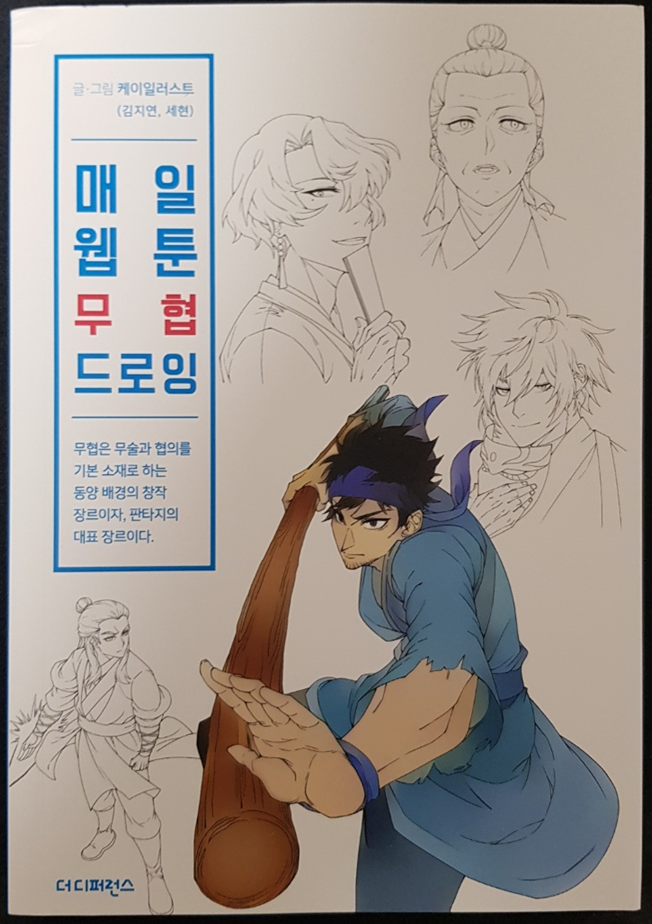 글·그림 케이일러스트
(김지연, 세현)
매일
웹툰
무협
드로잉
무협은 무술과 협의를
기본 소재로 하는
동양 배경의 창작
장르이자, 판타지의
대표 장르이다.
더디퍼런스